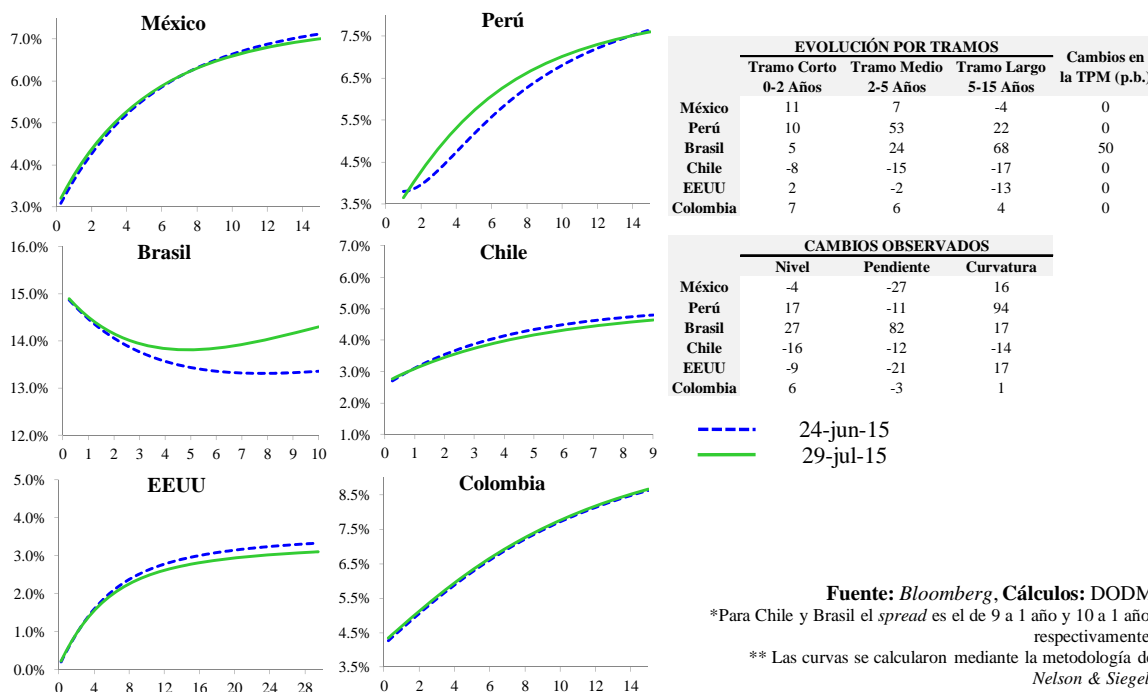 México
7.0%
6.0%
5.0%
4.0%
3.0%
0 2 4 6 8 10 12 14
Perú
7.5%
6.5%
5.5%
4.5%
3.5%
0 2 4 6 8 10 12 14
Brasil
16.0%
15.0%
14.0%
13.0%
12.0%
0 1 2 3 4 5 6 7 8 9 10
Chile
7.0%
6.0%
5.0%
4.0%
3.0%
2.0%
1.0%
0 1 2 3 4 5 6 7 8 9
EEUU
5.0%
4.0%
3.0%
2.0%
1.0%
0.0%
0 4 8 12 16 20 24 28
Colombia
8.5%
7.5%
6.5%
5.5%
4.5%
3.5%
0 2 4 6 8 10 12 14
EVOLUCIÓN POR TRAMOS
Tramo Corto Tramo Medio Tramo Largo Cambios en
0-2 Años 2-5 Años 5-15 Años la TPM (p.b.)
México 11 7 -4 0
Perú 10 53 22 0
Brasil 5 24 68 50
Chile -8 -15 -17 0
EEUU 2 -2 -13 0
Colombia 7 6 4 0
CAMBIOS OBSERVADOS
Nivel Pendiente Curvatura
México -4 -27 16
Perú 17 -11 94
Brasil 27 82 17
Chile -16 -12 -14
EEUU -9 -21 17
Colombia 6 -3 1
24-jun-15
29-jul-15
Fuente: Bloomberg, Cálculos: DODM
*Para Chile y Brasil el spread es el de 9 a 1 año y 10 a 1 año
respectivamente
** Las curvas se calcularon mediante la metodología de
Nelson & Siegel